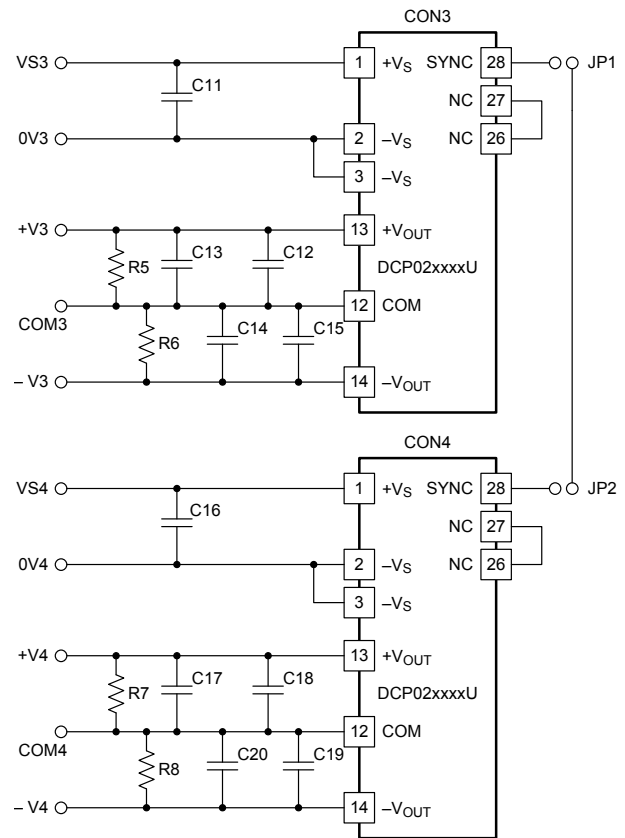 CON3
VS3 1 +VS SYNC 28 JP1
C11
NC 27
0V3 2 –VS NC 26
3 –VS
+V3 13 +VOUT
R5 C13 C12 DCP02xxxxU
COM3 12 COM
R6 C14 C15
– V3 14 –VOUT
CON4
VS4 1 +VS SYNC 28 JP2
C16
NC 27
0V4 2 –VS NC 26
3 –VS
+V4 13 +VOUT
R7 C17 C18 DCP02xxxxU
COM4 12 COM
R8 C20 C19
– V4 14 –VOUT